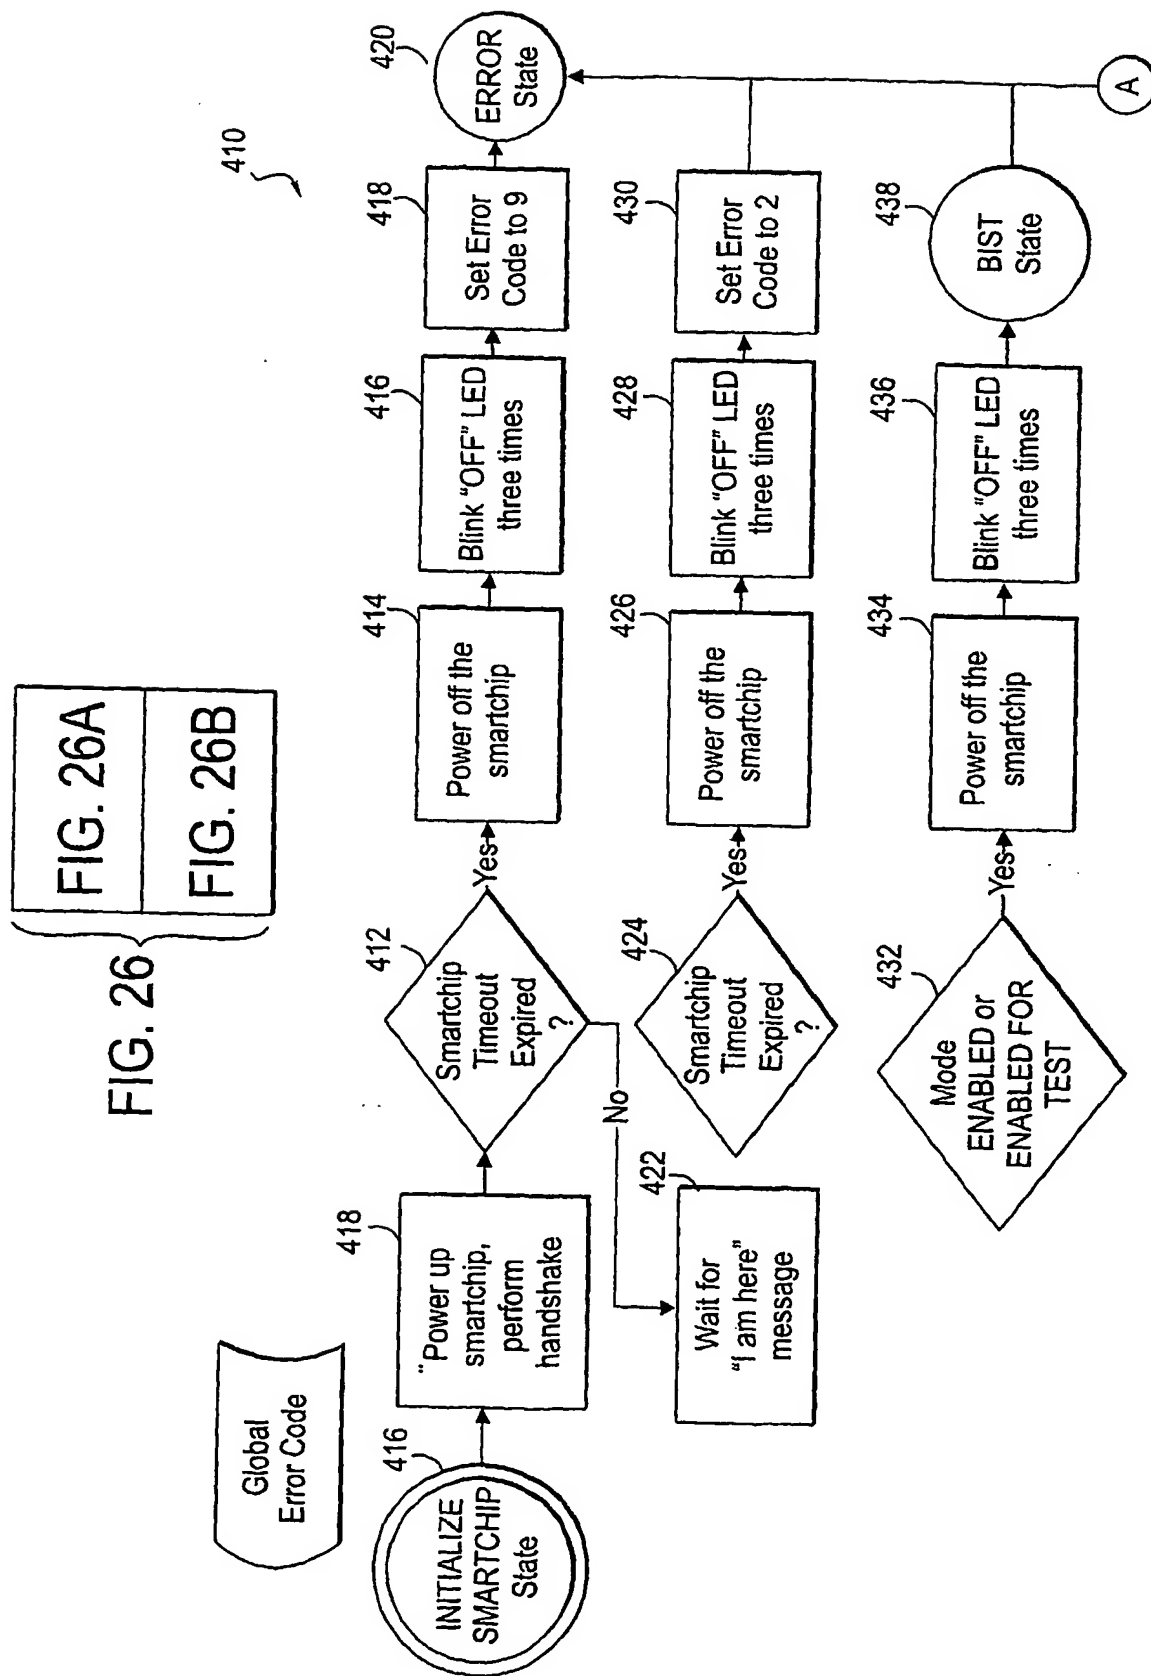 FIG. 26
FIG. 26A
FIG. 26B
410
Global
Error Code
416
INITIALIZE
SMARTCHIP
State
418
"Power up
smartchip,
perform
handshake
412
Smartchip
Timeout
Expired
?
Yes
No
414
Power off the
smartchip
416
Blink "OFF" LED
three times
418
Set Error
Code to 9
420
ERROR
State
422
Wait for
"I am here"
message
424
Smartchip
Timeout
Expired
?
Yes
426
Power off the
smartchip
428
Blink "OFF" LED
three times
430
Set Error
Code to 2
432
Mode
ENABLED or
ENABLED FOR
TEST
Yes
434
Power off the
smartchip
436
Blink "OFF" LED
three times
438
BIST
State
A